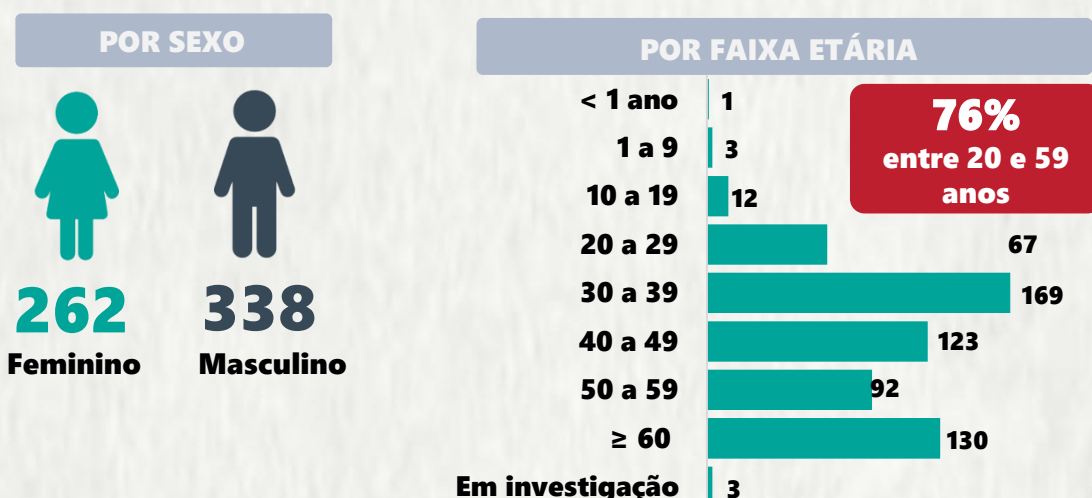 POR SEXO
262
Feminino
338
Masculino
POR FAIXA ETÁRIA
< 1 ano 1
1 a 9 3
10 a 19 12
20 a 29 67
30 a 39 169
40 a 49 123
50 a 59 92
≥ 60 130
Em investigação 3
76%
entre 20 e 59
anos